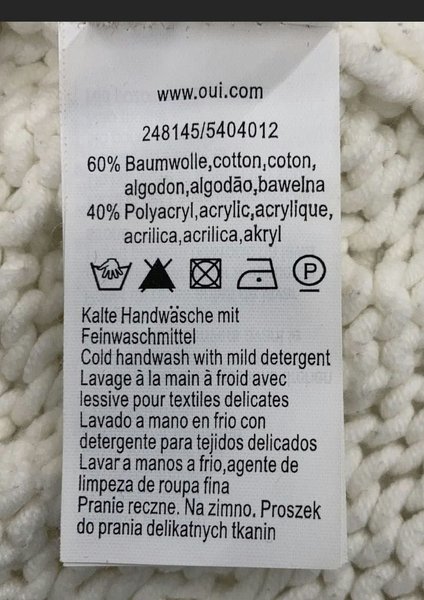 www.oui.com
248145/5404012
60% Baumwolle,cotton,coton,
algodon,algodão,bawełna
40% Polyacryl,acrylic,acrylique,
acrilica,acrilica,akryl
P
Kalte Handwäsche mit
Feinwaschmittel
Cold handwash with mild detergent
Lavage à la main à froid avec
lessive pour textiles delicates
Lavado a mano en frio con
detergente para tejidos delicados
Lavar a manos a frio,agente de
limpeza de roupa fina
Pranie reczne. Na zimno. Proszek
do prania delikatnych tkanin